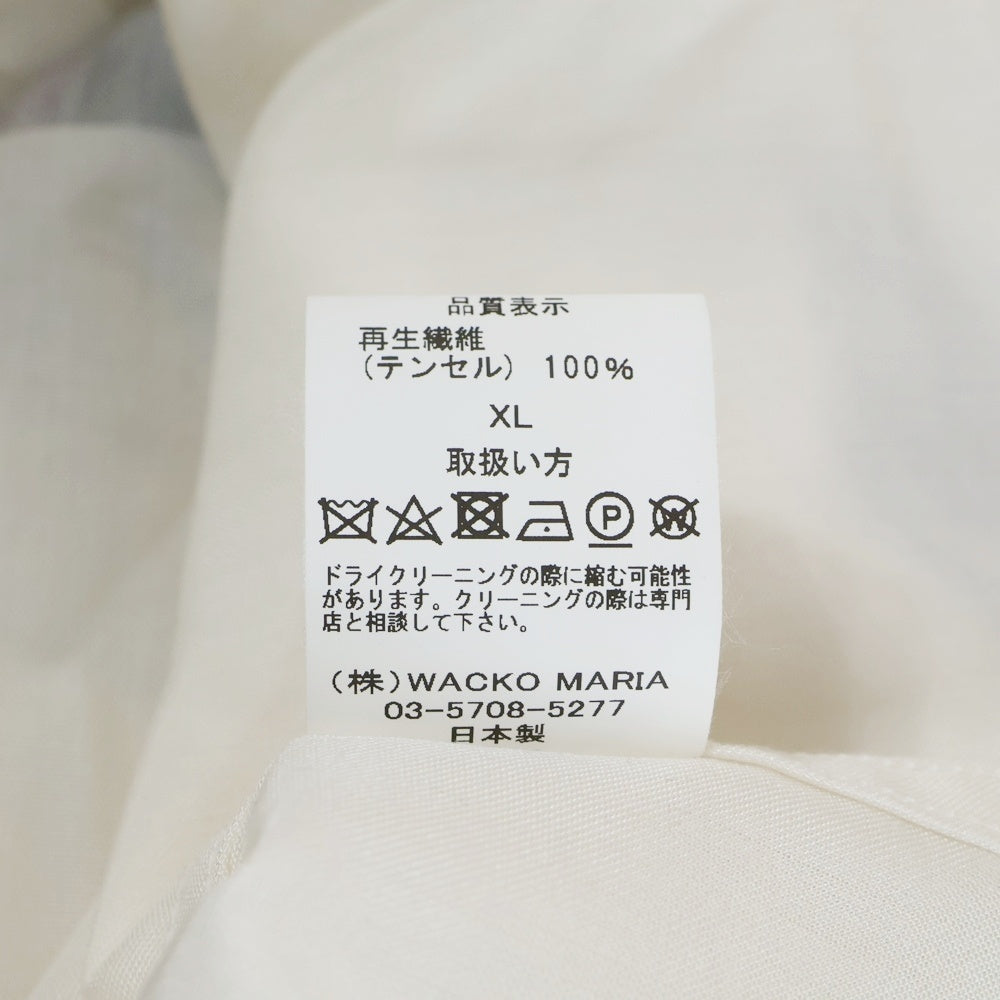 品質表示
再生繊維
(テンセル) 100%
XL
取扱い方
P W
ドライクリーニングの際に縮む可能性
があります。クリーニングの際は専門
店と相談して下さい。
(株)WACKO MARIA
03-5708-5277
日本製